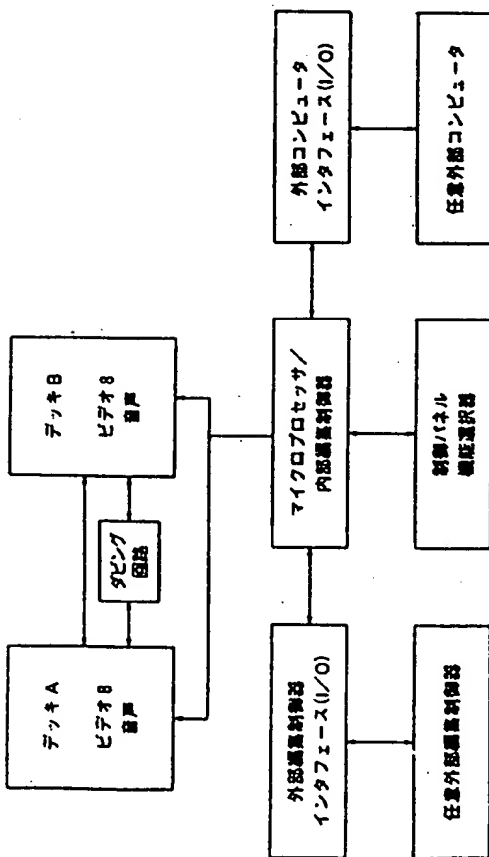 デッキA
ビデオ8
音声
ダビング
回路
デッキB
ビデオ8
音声
外部編集制御器
インタフェース(I/O)
マイクロプロセッサ/
内部編集制御器
外部コンピュータ
インタフェース(I/O)
任意外部編集制御器
制御パネル
機能選択器
任意外部コンピュータ